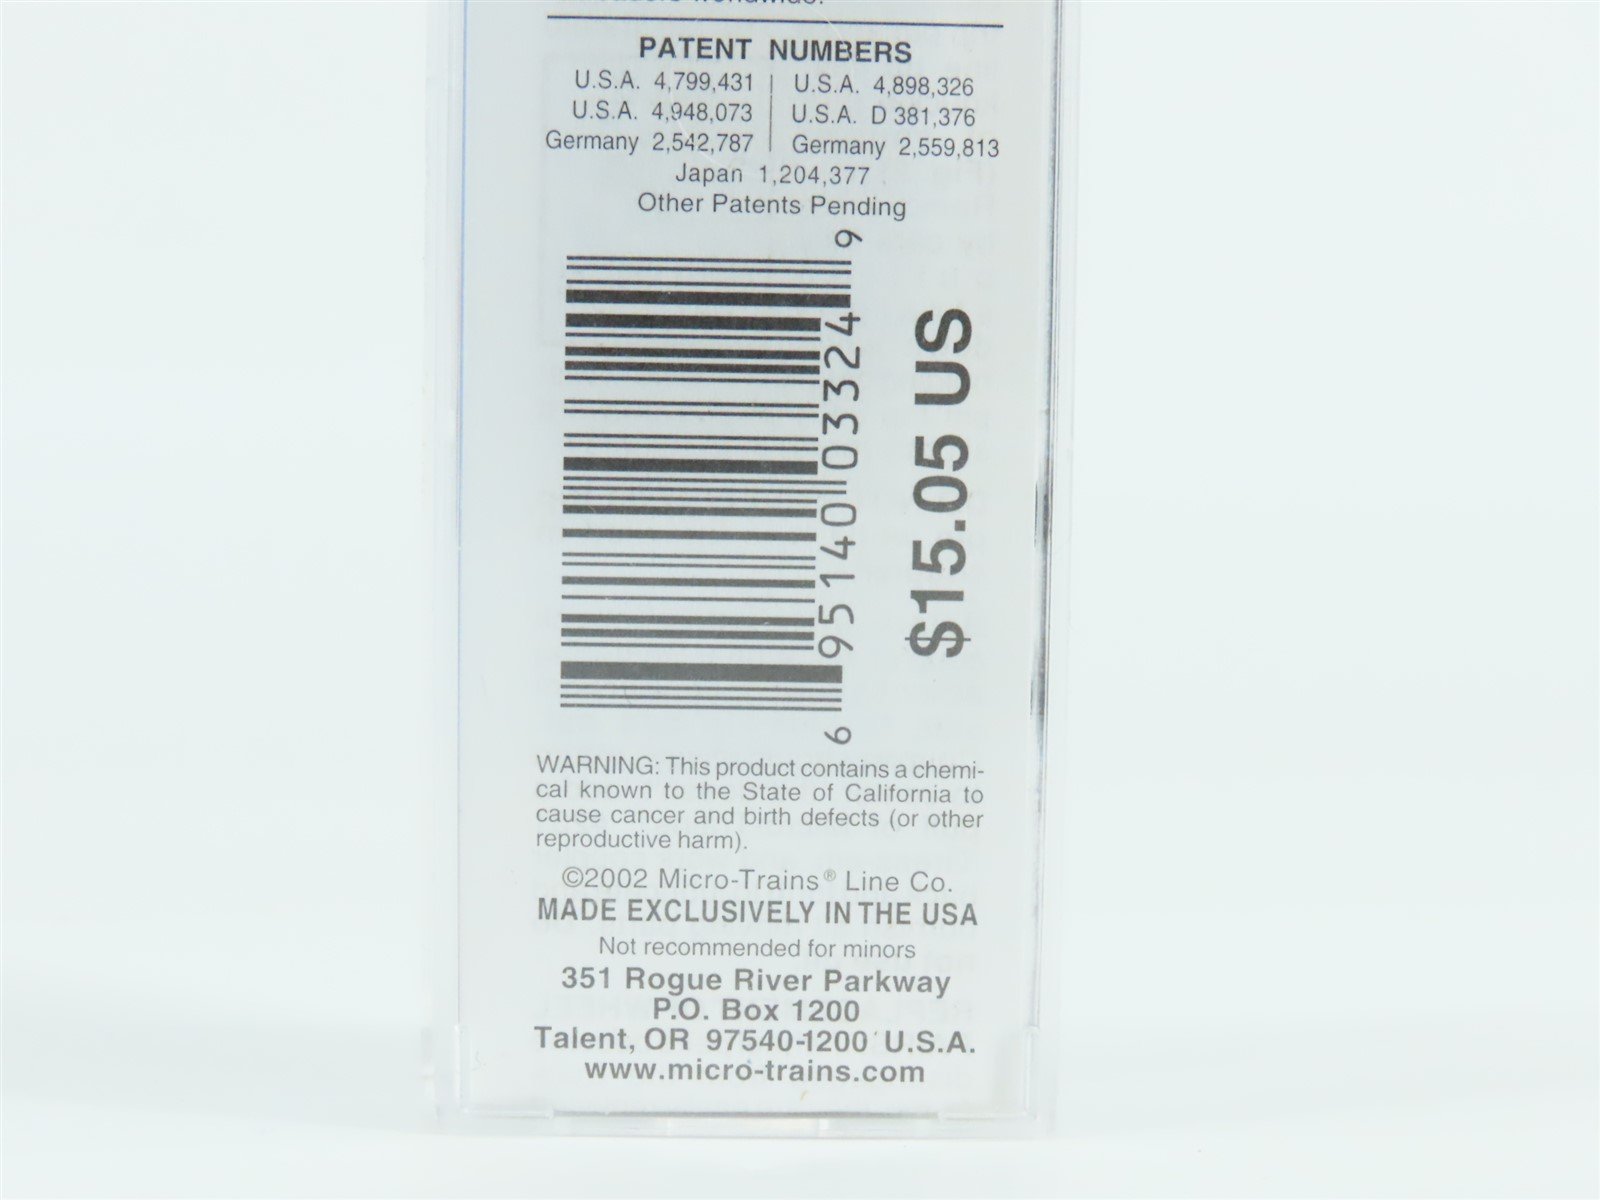 worldwide.
PATENT NUMBERS
U.S.A. 4,799,431 | U.S.A. 4,898,326
U.S.A. 4,948,073 | U.S.A. D 381,376
Germany 2,542,787 | Germany 2,559,813
Japan 1,204,377
Other Patents Pending
6 95140 03324 9
$15.05 US
WARNING: This product contains a chemi-
cal known to the State of California to
cause cancer and birth defects (or other
reproductive harm).
©2002 Micro-Trains® Line Co.
MADE EXCLUSIVELY IN THE USA
Not recommended for minors
351 Rogue River Parkway
P.O. Box 1200
Talent, OR 97540-1200 U.S.A.
www.micro-trains.com